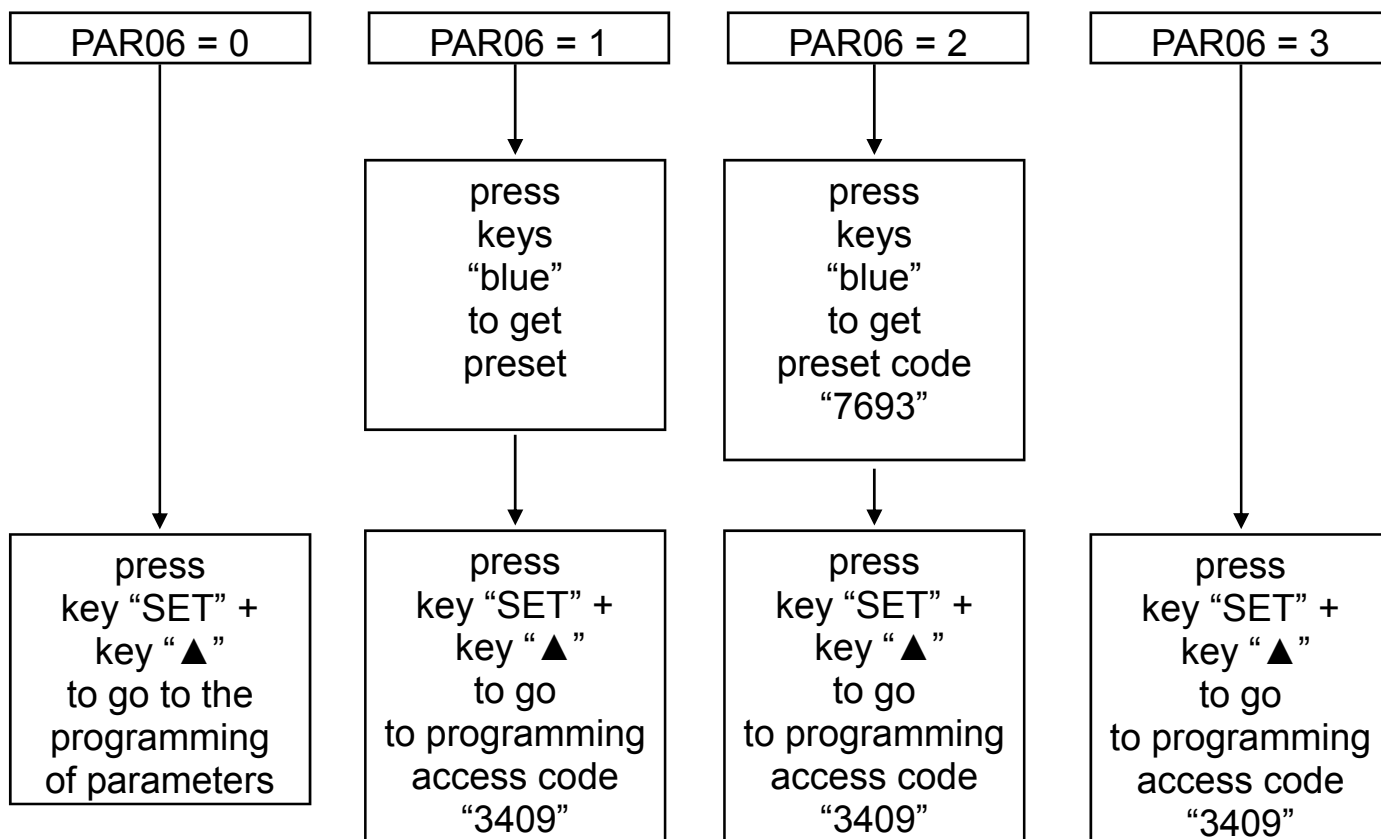 PAR06 = 0
PAR06 = 1
PAR06 = 2
PAR06 = 3
press
keys
“blue”
to get
preset
press
keys
“blue”
to get
preset code
“7693”
press
key “SET” +
key “▲”
to go to the
programming
of parameters
press
key “SET” +
key “▲”
to go
to programming
access code
“3409”
press
key “SET” +
key “▲”
to go
to programming
access code
“3409”
press
key “SET” +
key “▲”
to go
to programming
access code
“3409”